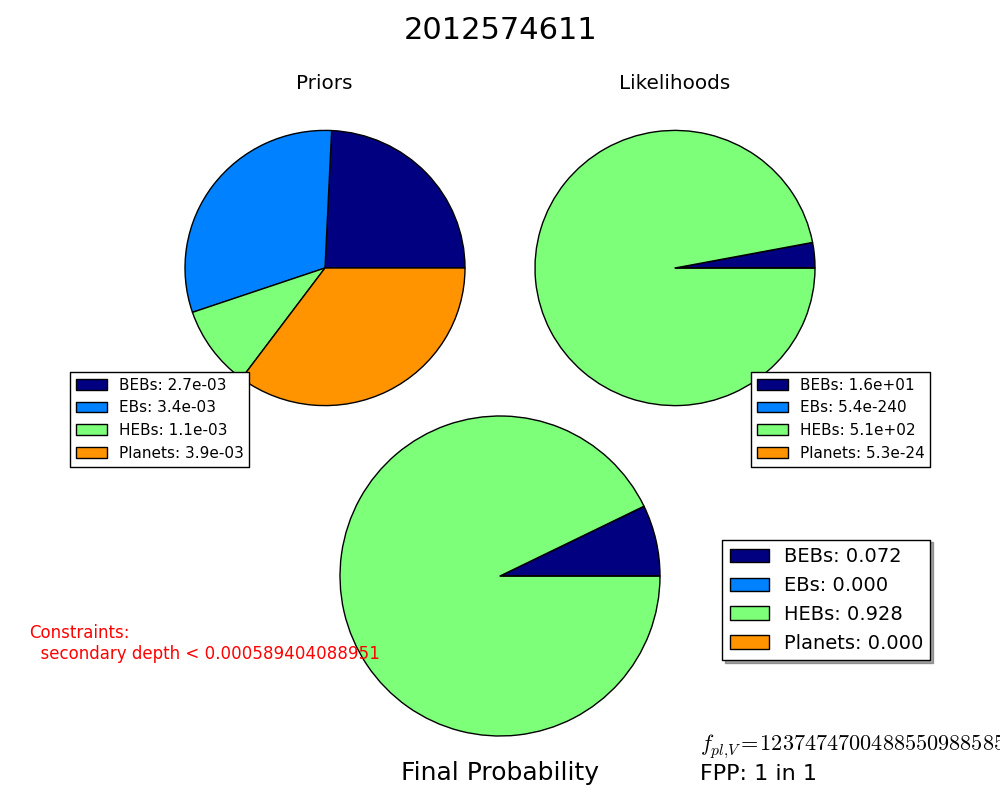 2012574611
Priors
Likelihoods
BEBs: 2.7e-03
EBs: 3.4e-03
HEBs: 1.1e-03
Planets: 3.9e-03
BEBs: 1.6e+01
EBs: 5.4e-240
HEBs: 5.1e+02
Planets: 5.3e-24
BEBs: 0.072
EBs: 0.000
HEBs: 0.928
Planets: 0.000
Constraints:
secondary depth < 0.000589404088951
f_{pl,V}=1237474700488550988585
Final Probability
FPP: 1 in 1